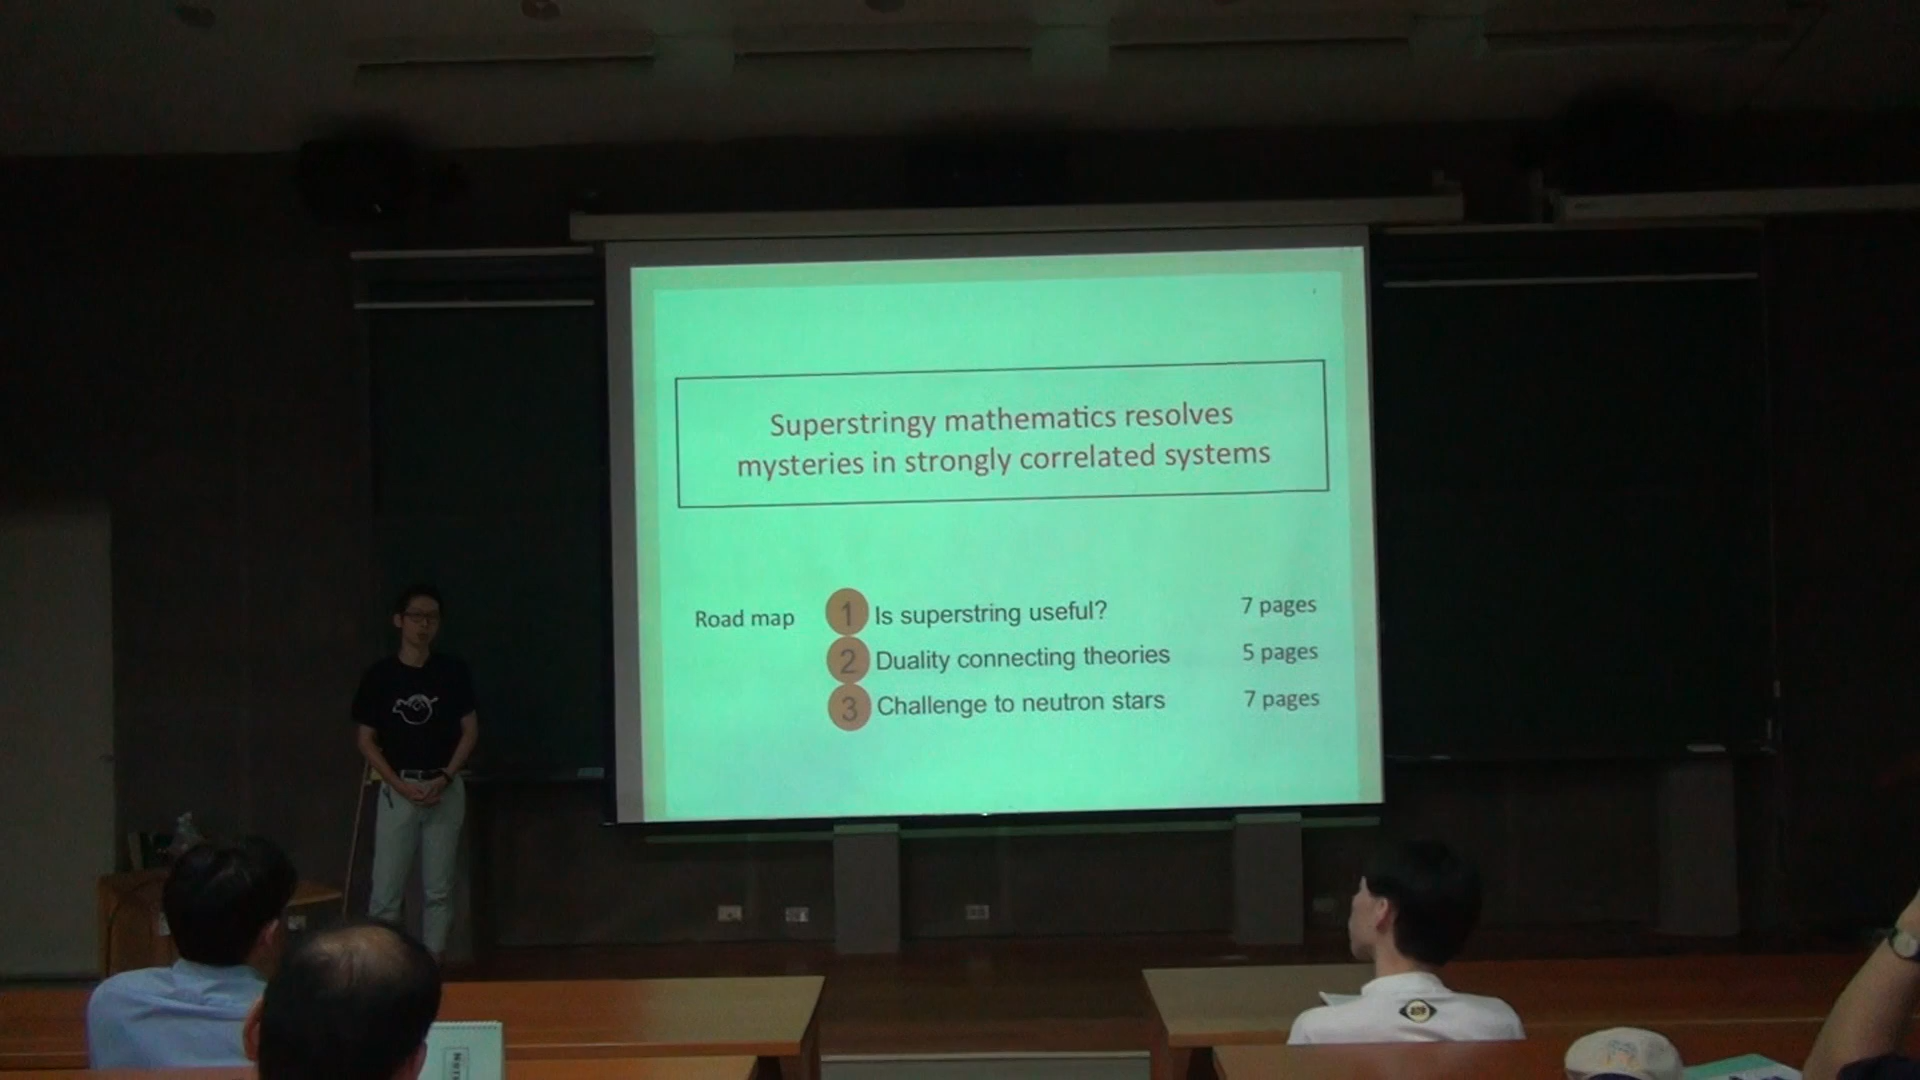 Superstringy mathematics resolves
mysteries in strongly correlated systems
Road map
1 Is superstring useful? 7 pages
2 Duality connecting theories 5 pages
3 Challenge to neutron stars 7 pages